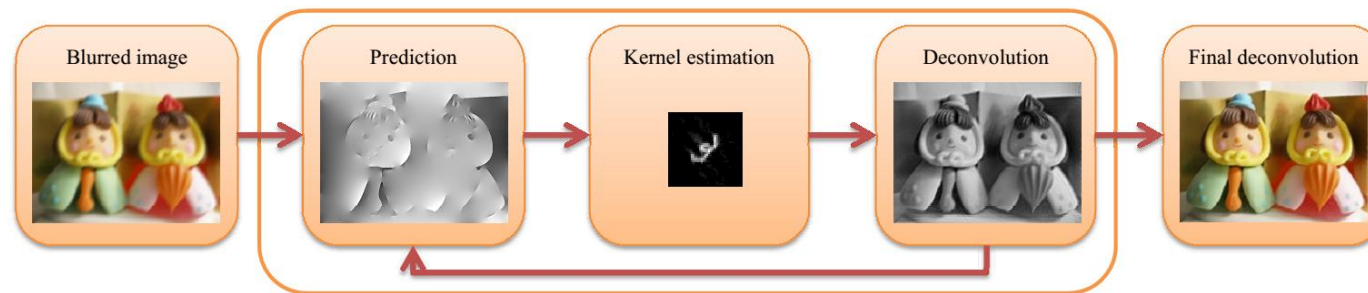 Blurred image
Prediction
Kernel estimation
Deconvolution
Final deconvolution